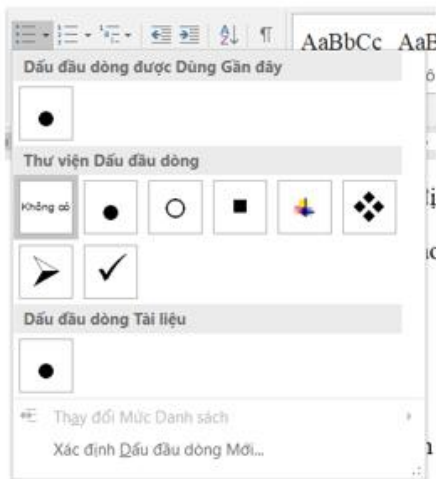 AaBbCc AaB
Dấu đầu dòng được Dùng Gần đây
Thư viện Dấu đầu dòng
Không có
Dấu đầu dòng Tài liệu
Thay đổi Mức Danh sách
Xác định Dấu đầu dòng Mới...